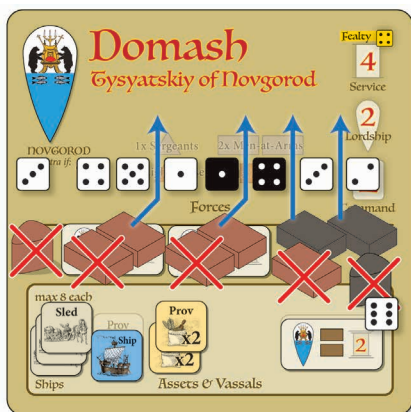 Domash
Fealty
Tysyatskiy of Novgorod
4
Service
2
Lordship
NOVGOROD
1x Sergeants
2x Men-at-Arms
Forces
max 8 each
Sled
Prov
Ship
Ships
Prov
x2
x2
Assets & Vassals
2